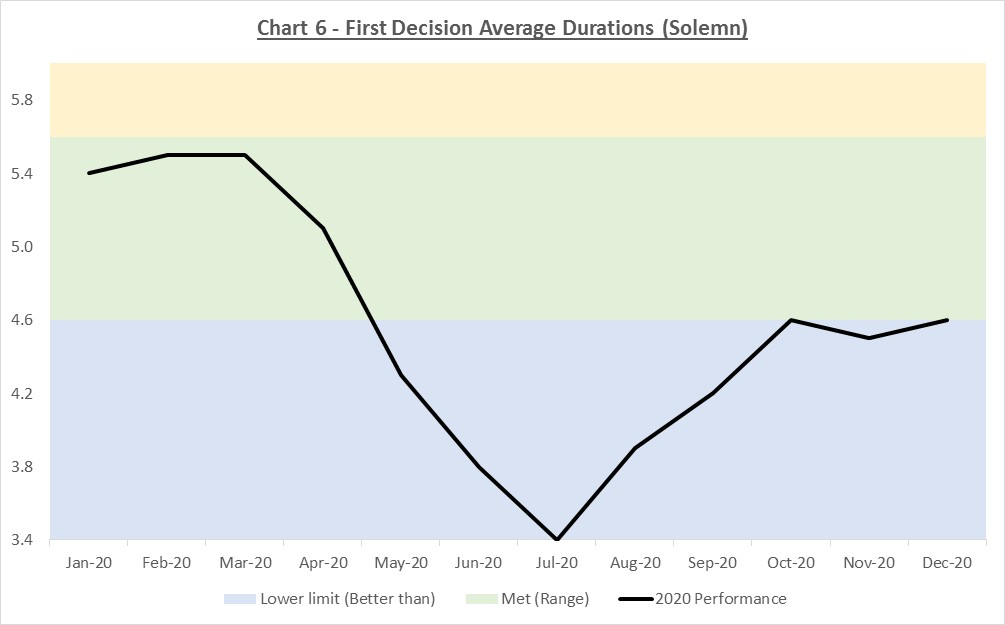 Chart 6 - First Decision Average Durations (Solemn)
5.8
5.4
5.0
4.6
4.2
3.8
3.4
Jan-20 Feb-20 Mar-20 Apr-20 May-20 Jun-20 Jul-20 Aug-20 Sep-20 Oct-20 Nov-20 Dec-20
Lower limit (Better than) Met (Range) 2020 Performance